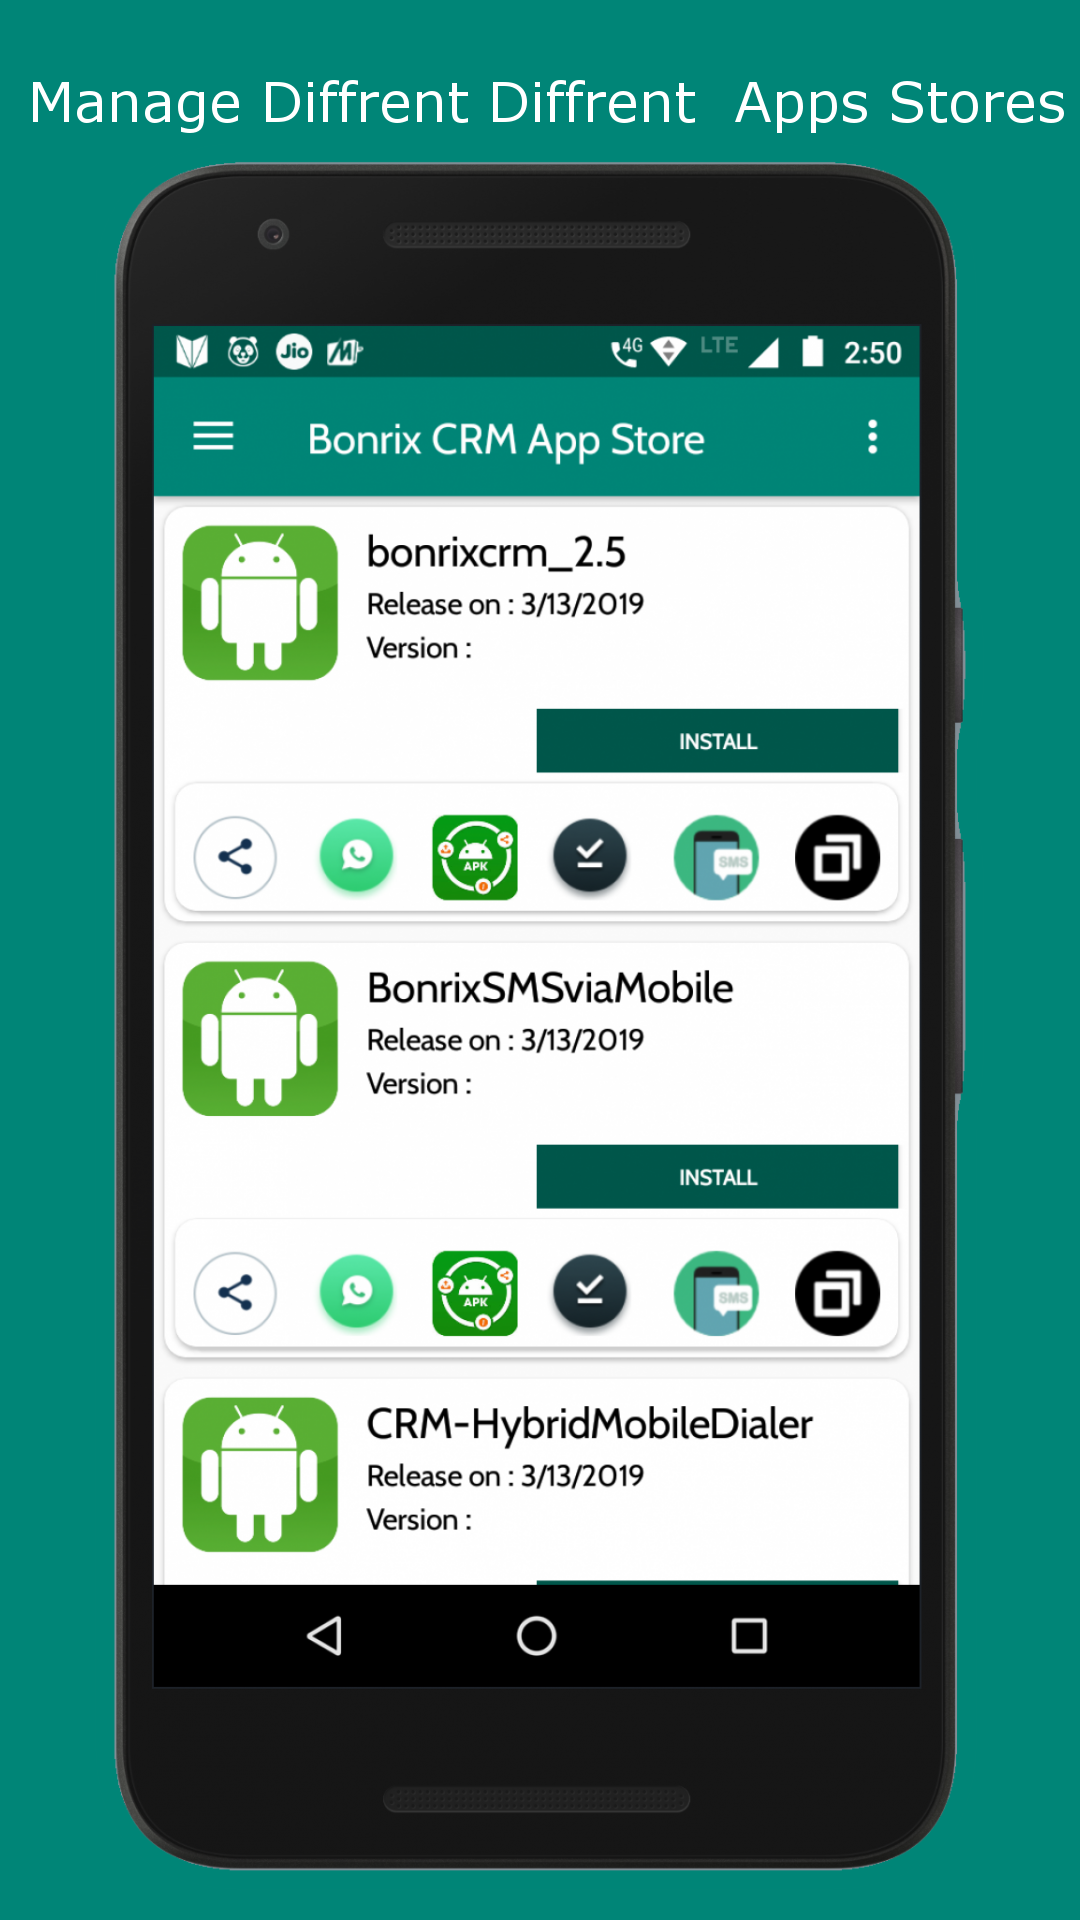 Manage Diffrent Diffrent  Apps Stores
Jio 4G LTE 2:50
Bonrix CRM App Store
bonrixcrm_2.5
Release on : 3/13/2019
Version :
INSTALL
APK SMS
BonrixSMSviaMobile
Release on : 3/13/2019
Version :
INSTALL
APK SMS
CRM-HybridMobileDialer
Release on : 3/13/2019
Version :